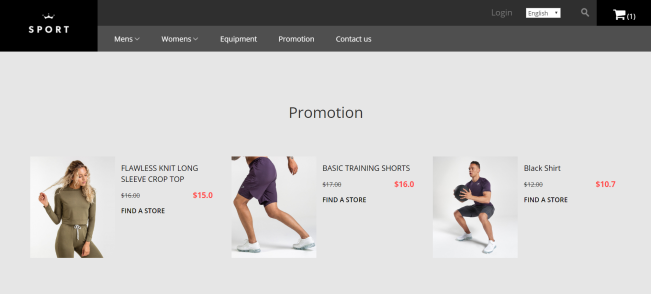 SPORT
Login English (1)
Mens Womens Equipment Promotion Contact us
Promotion
FLAWLESS KNIT LONG
SLEEVE CROP TOP
$16.00 $15.0
FIND A STORE
BASIC TRAINING SHORTS
$17.00 $16.0
FIND A STORE
Black Shirt
$12.00 $10.7
FIND A STORE